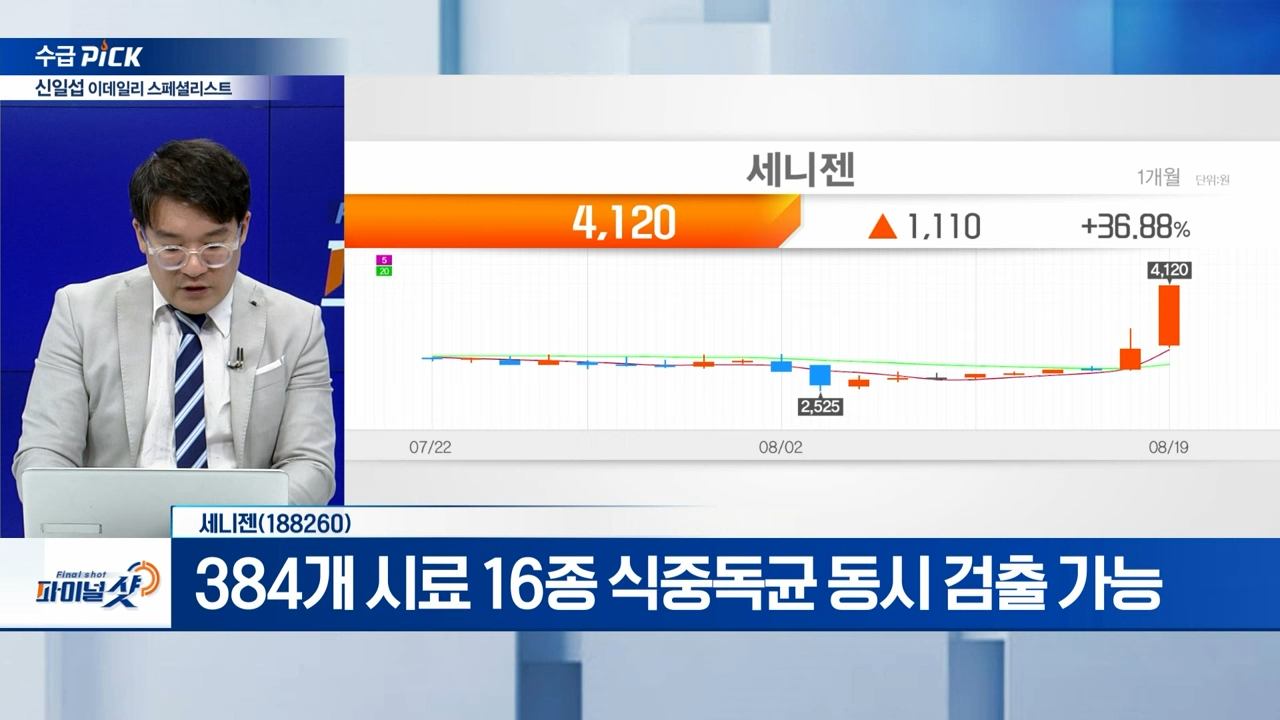 수급 PICK
신일섭 이데일리 스페셜리스트
세니젠
1개월 단위:원
4,120 ▲ 1,110 +36.88%
5
20
4,120
2,525
07/22 08/02 08/19
세니젠(188260)
Final shot
파이널샷
384개 시료 16종 식중독균 동시 검출 가능